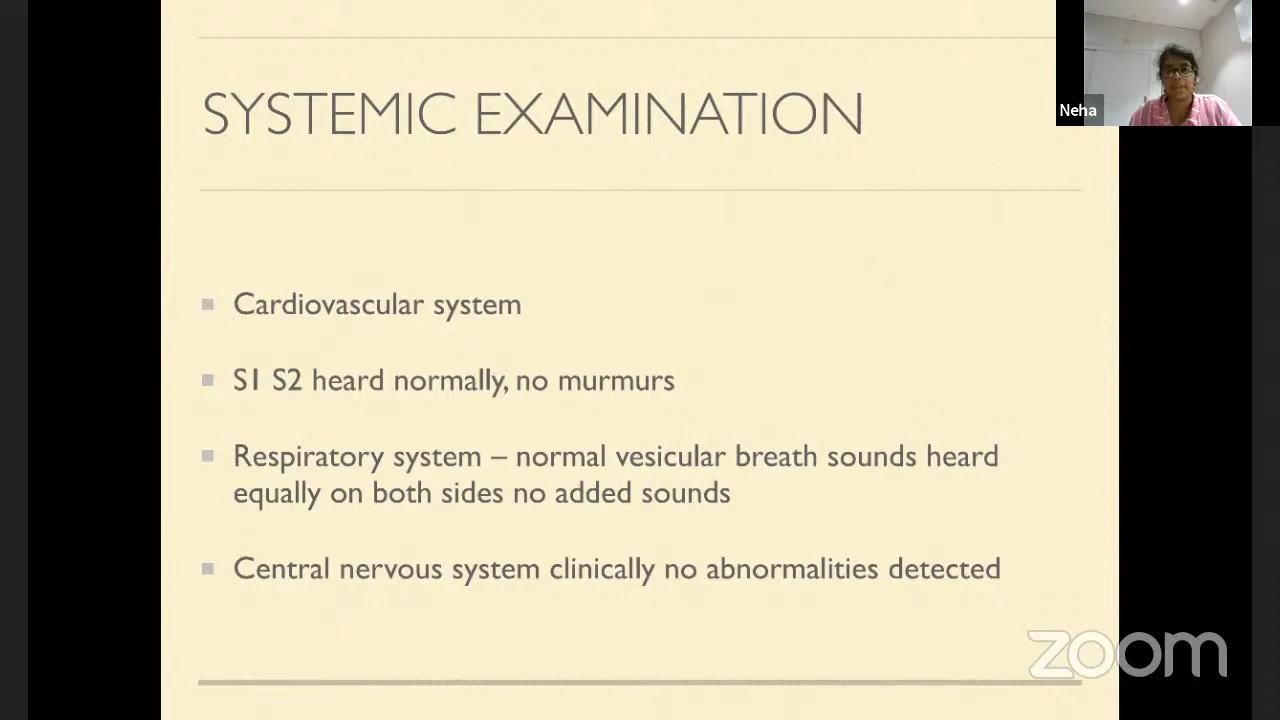 SYSTEMIC EXAMINATION
Neha
Cardiovascular system
S1 S2 heard normally, no murmurs
Respiratory system – normal vesicular breath sounds heard
equally on both sides no added sounds
Central nervous system clinically no abnormalities detected
zoom